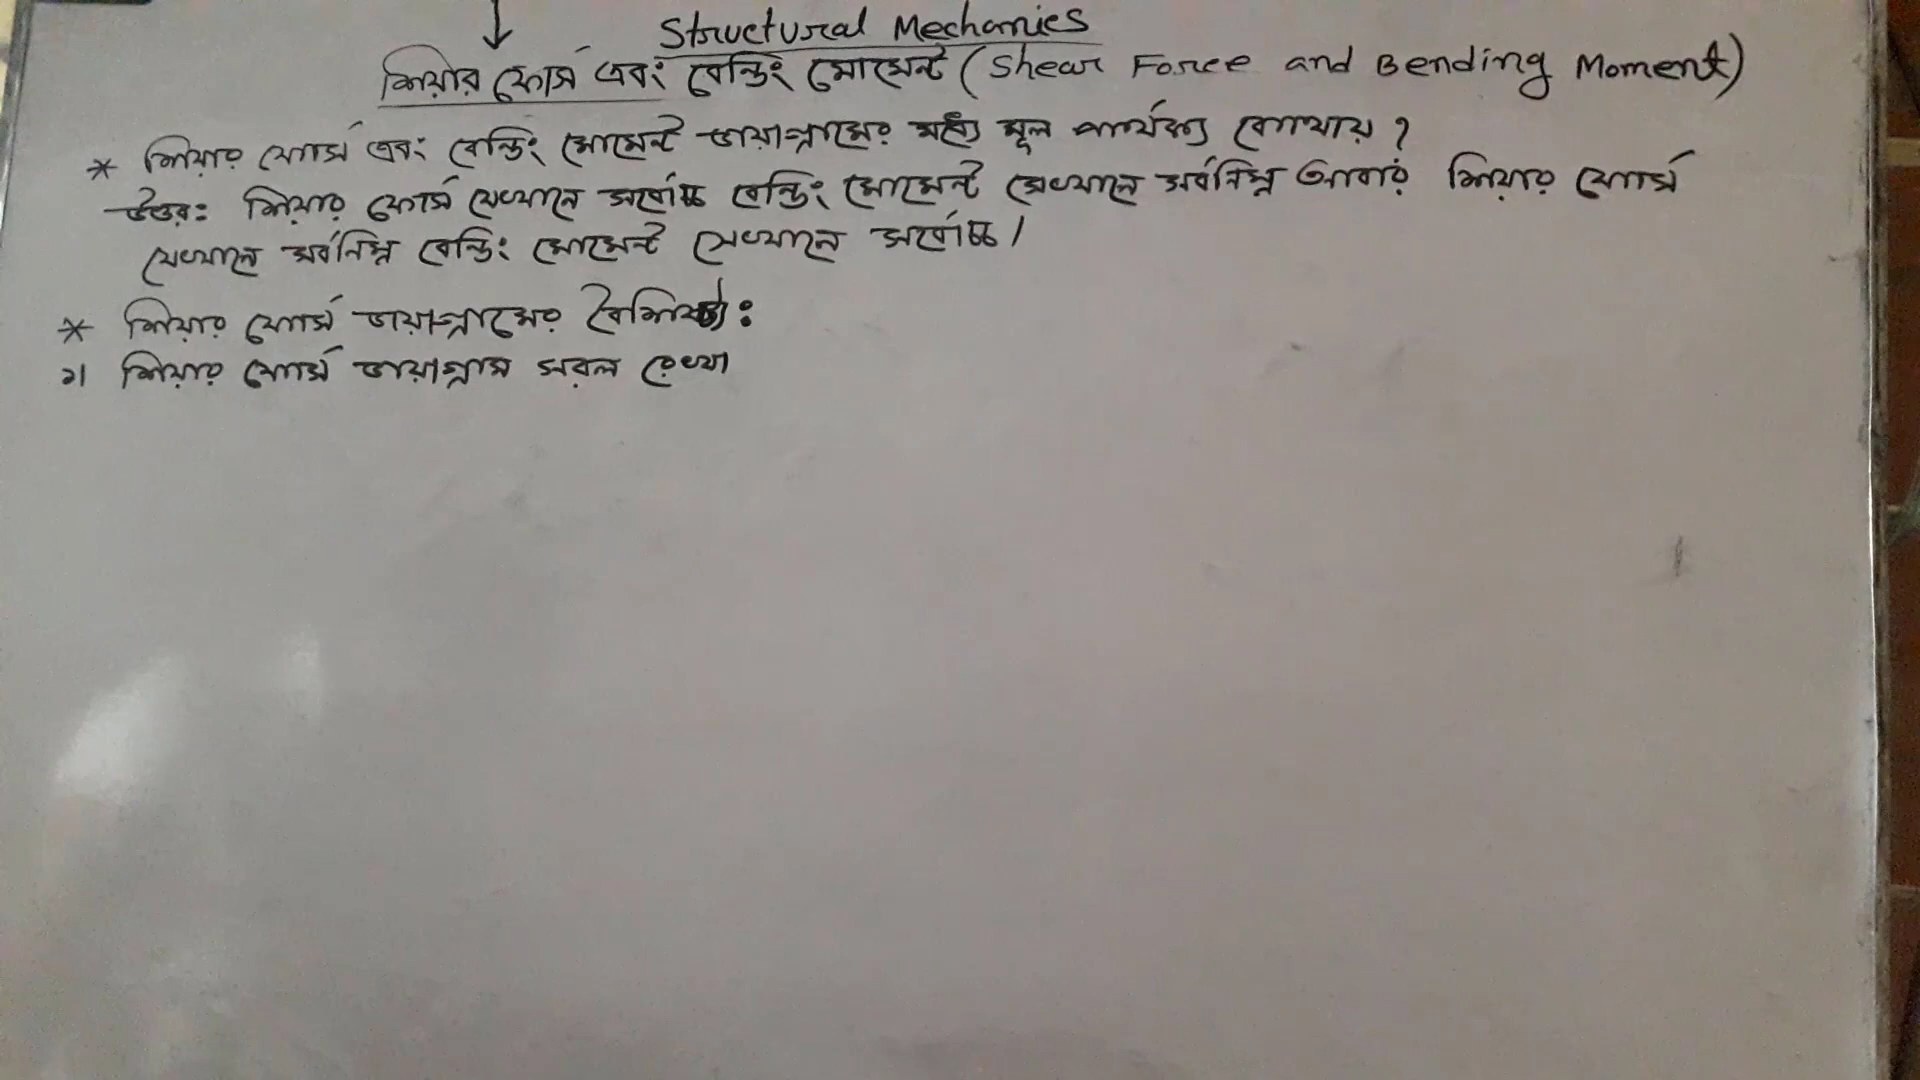 Structural Mechanics
শিয়ার ফোর্স এবং বেন্ডিং মোমেন্ট (Shear Force and Bending Moment)
* শিয়ার ফোর্স এবং বেন্ডিং মোমেন্ট ডায়াগ্রামের মধ্যে মূল পার্থক্য কোথায় ?
উত্তর: শিয়ার ফোর্স যেখানে সর্বোচ্চ বেন্ডিং মোমেন্ট সেখানে সর্বনিম্ন আবার শিয়ার ফোর্স
যেখানে সর্বনিম্ন বেন্ডিং মোমেন্ট সেখানে সর্বোচ্চ।
* শিয়ার ফোর্স ডায়াগ্রামের বৈশিষ্ট্য:
১। শিয়ার ফোর্স ডায়াগ্রাম সরল রেখা